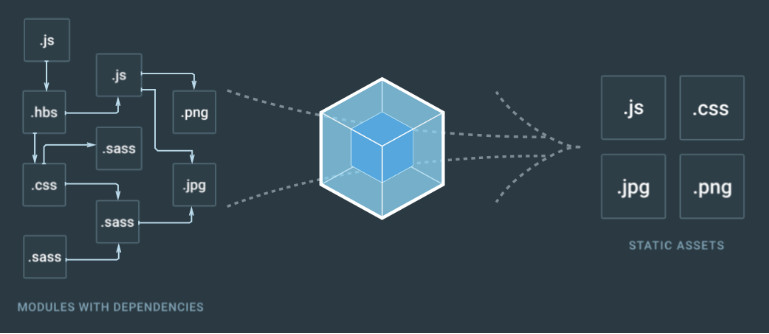 .js
.js
.hbs
.png
.sass
.css
.jpg
.sass
.sass
MODULES WITH DEPENDENCIES
.js
.css
.jpg
.png
STATIC ASSETS